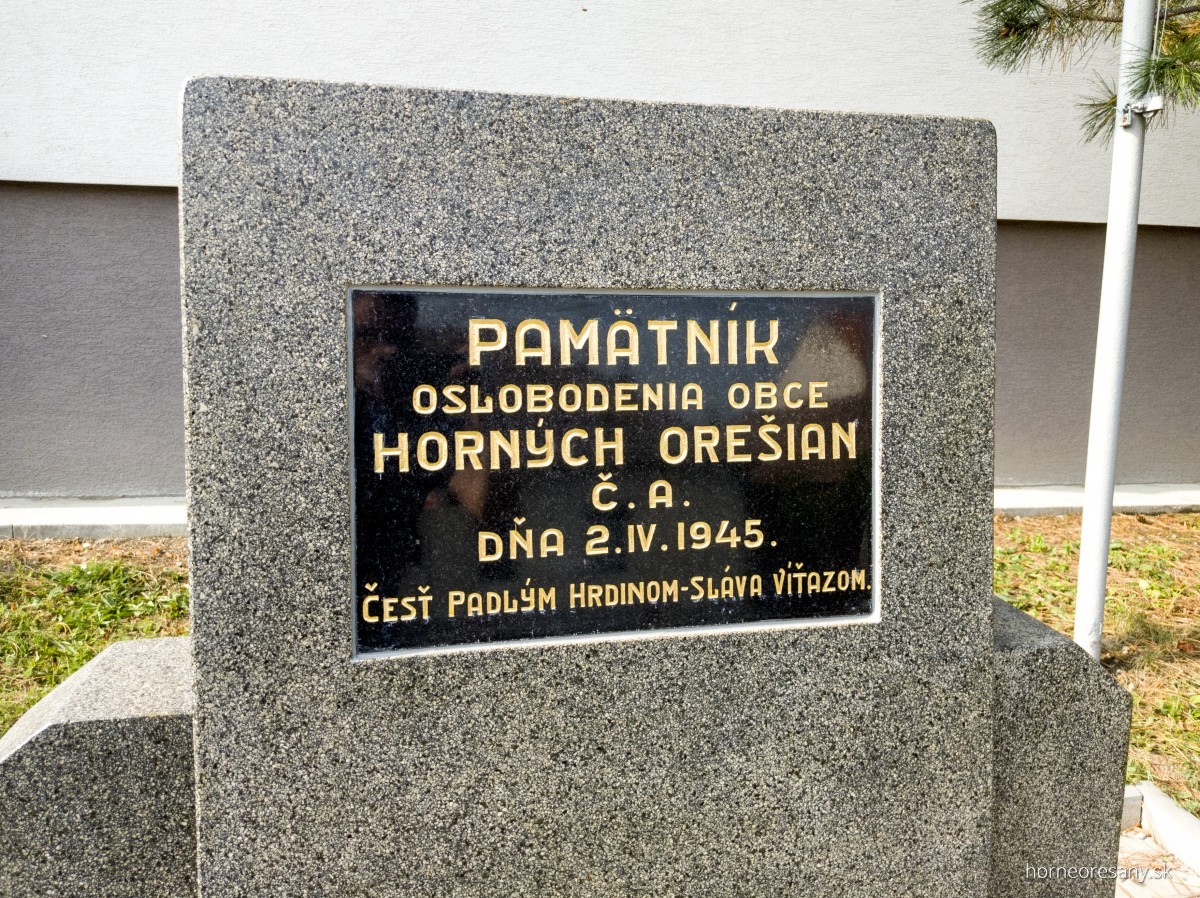 PAMÄTNÍK
OSLOBODENIA OBCE
HORNÝCH OREŠIAN
Č. A.
DŇA 2. IV. 1945.
ČESŤ PADLÝM HRDINOM-SLÁVA VÍŤAZOM.
horneoresany.sk